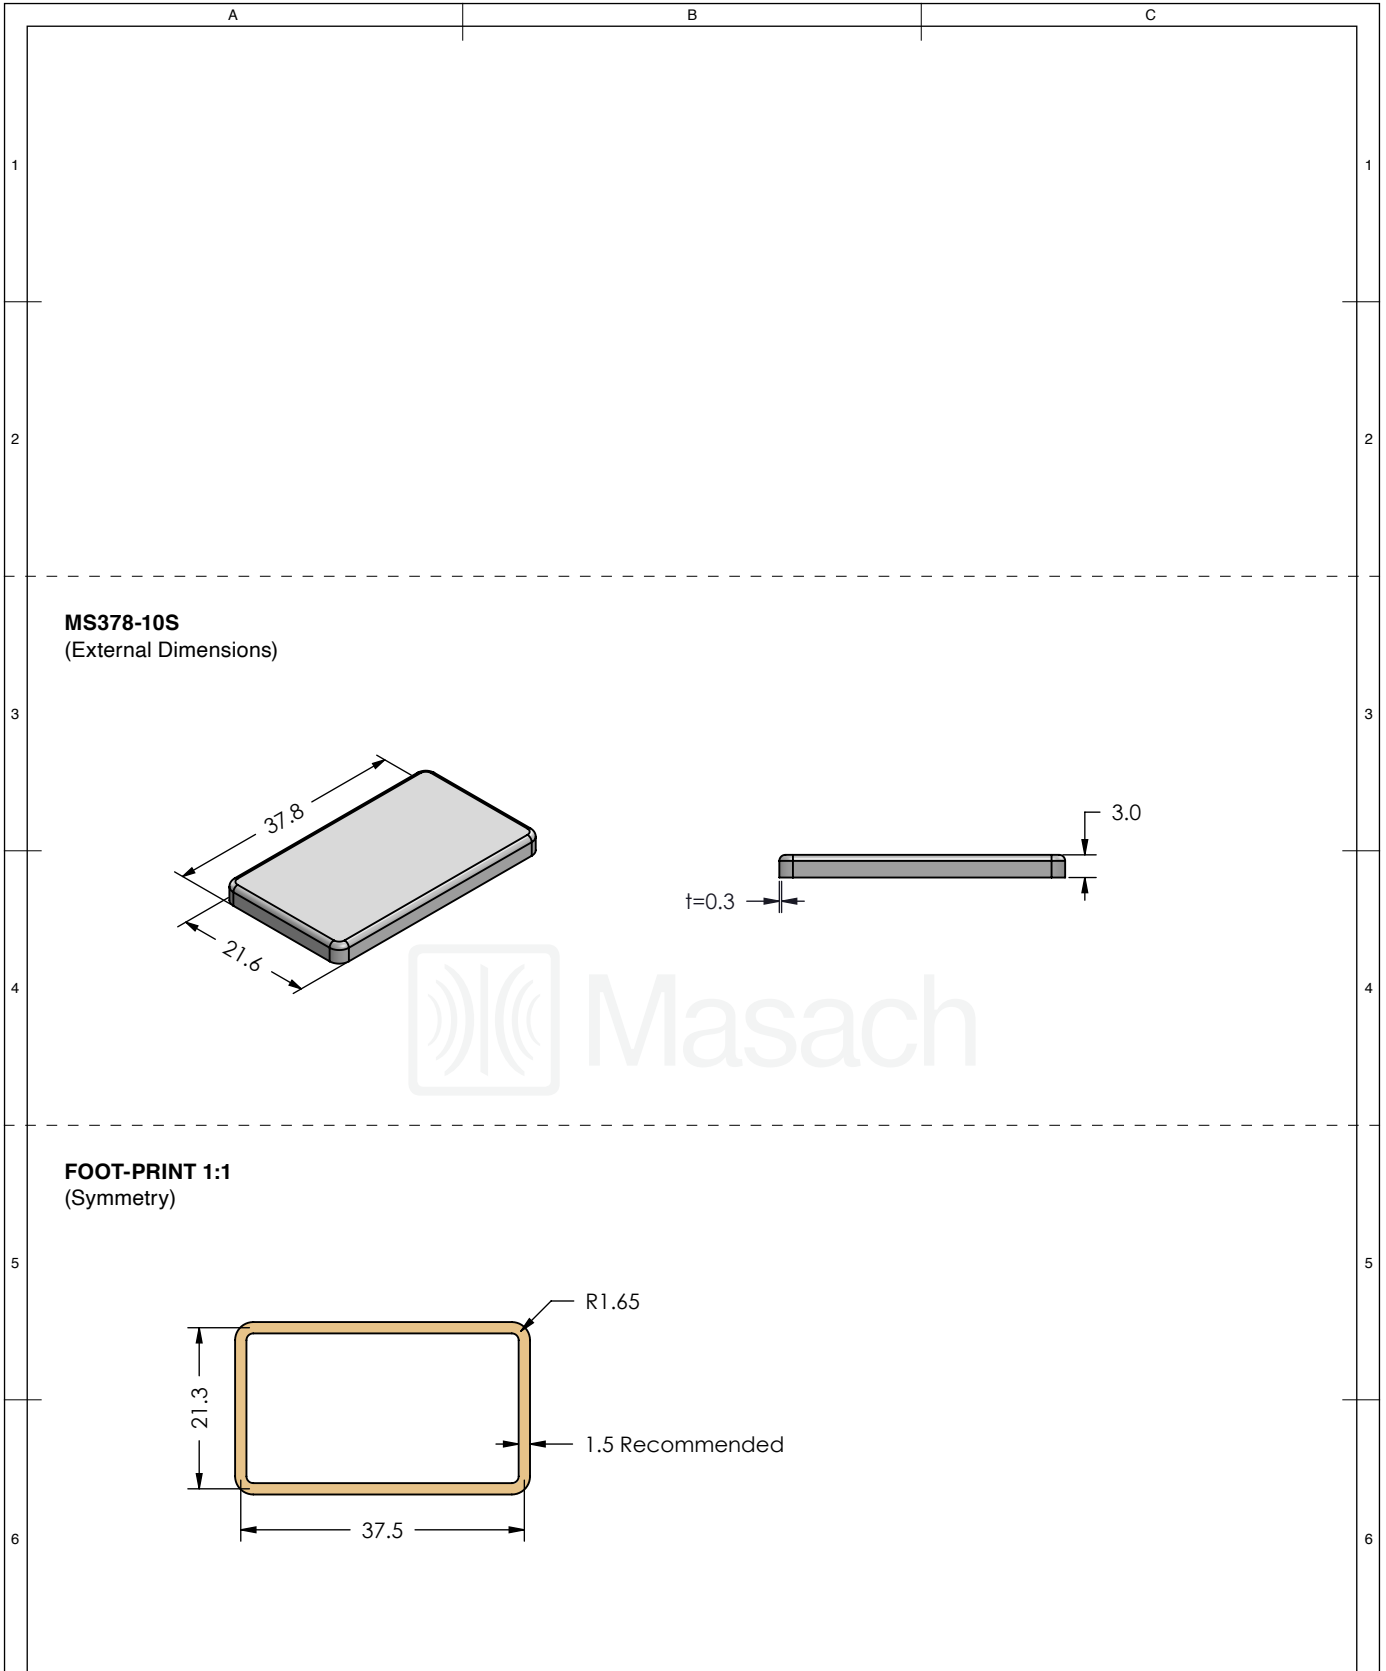 A B C
1 1
2 2
MS378-10S
(External Dimensions)
3 3
37.8
21.6
3.0
t=0.3
4 4
Masach
FOOT-PRINT 1:1
(Symmetry)
5 5
R1.65
21.3
1.5 Recommended
37.5
6 6